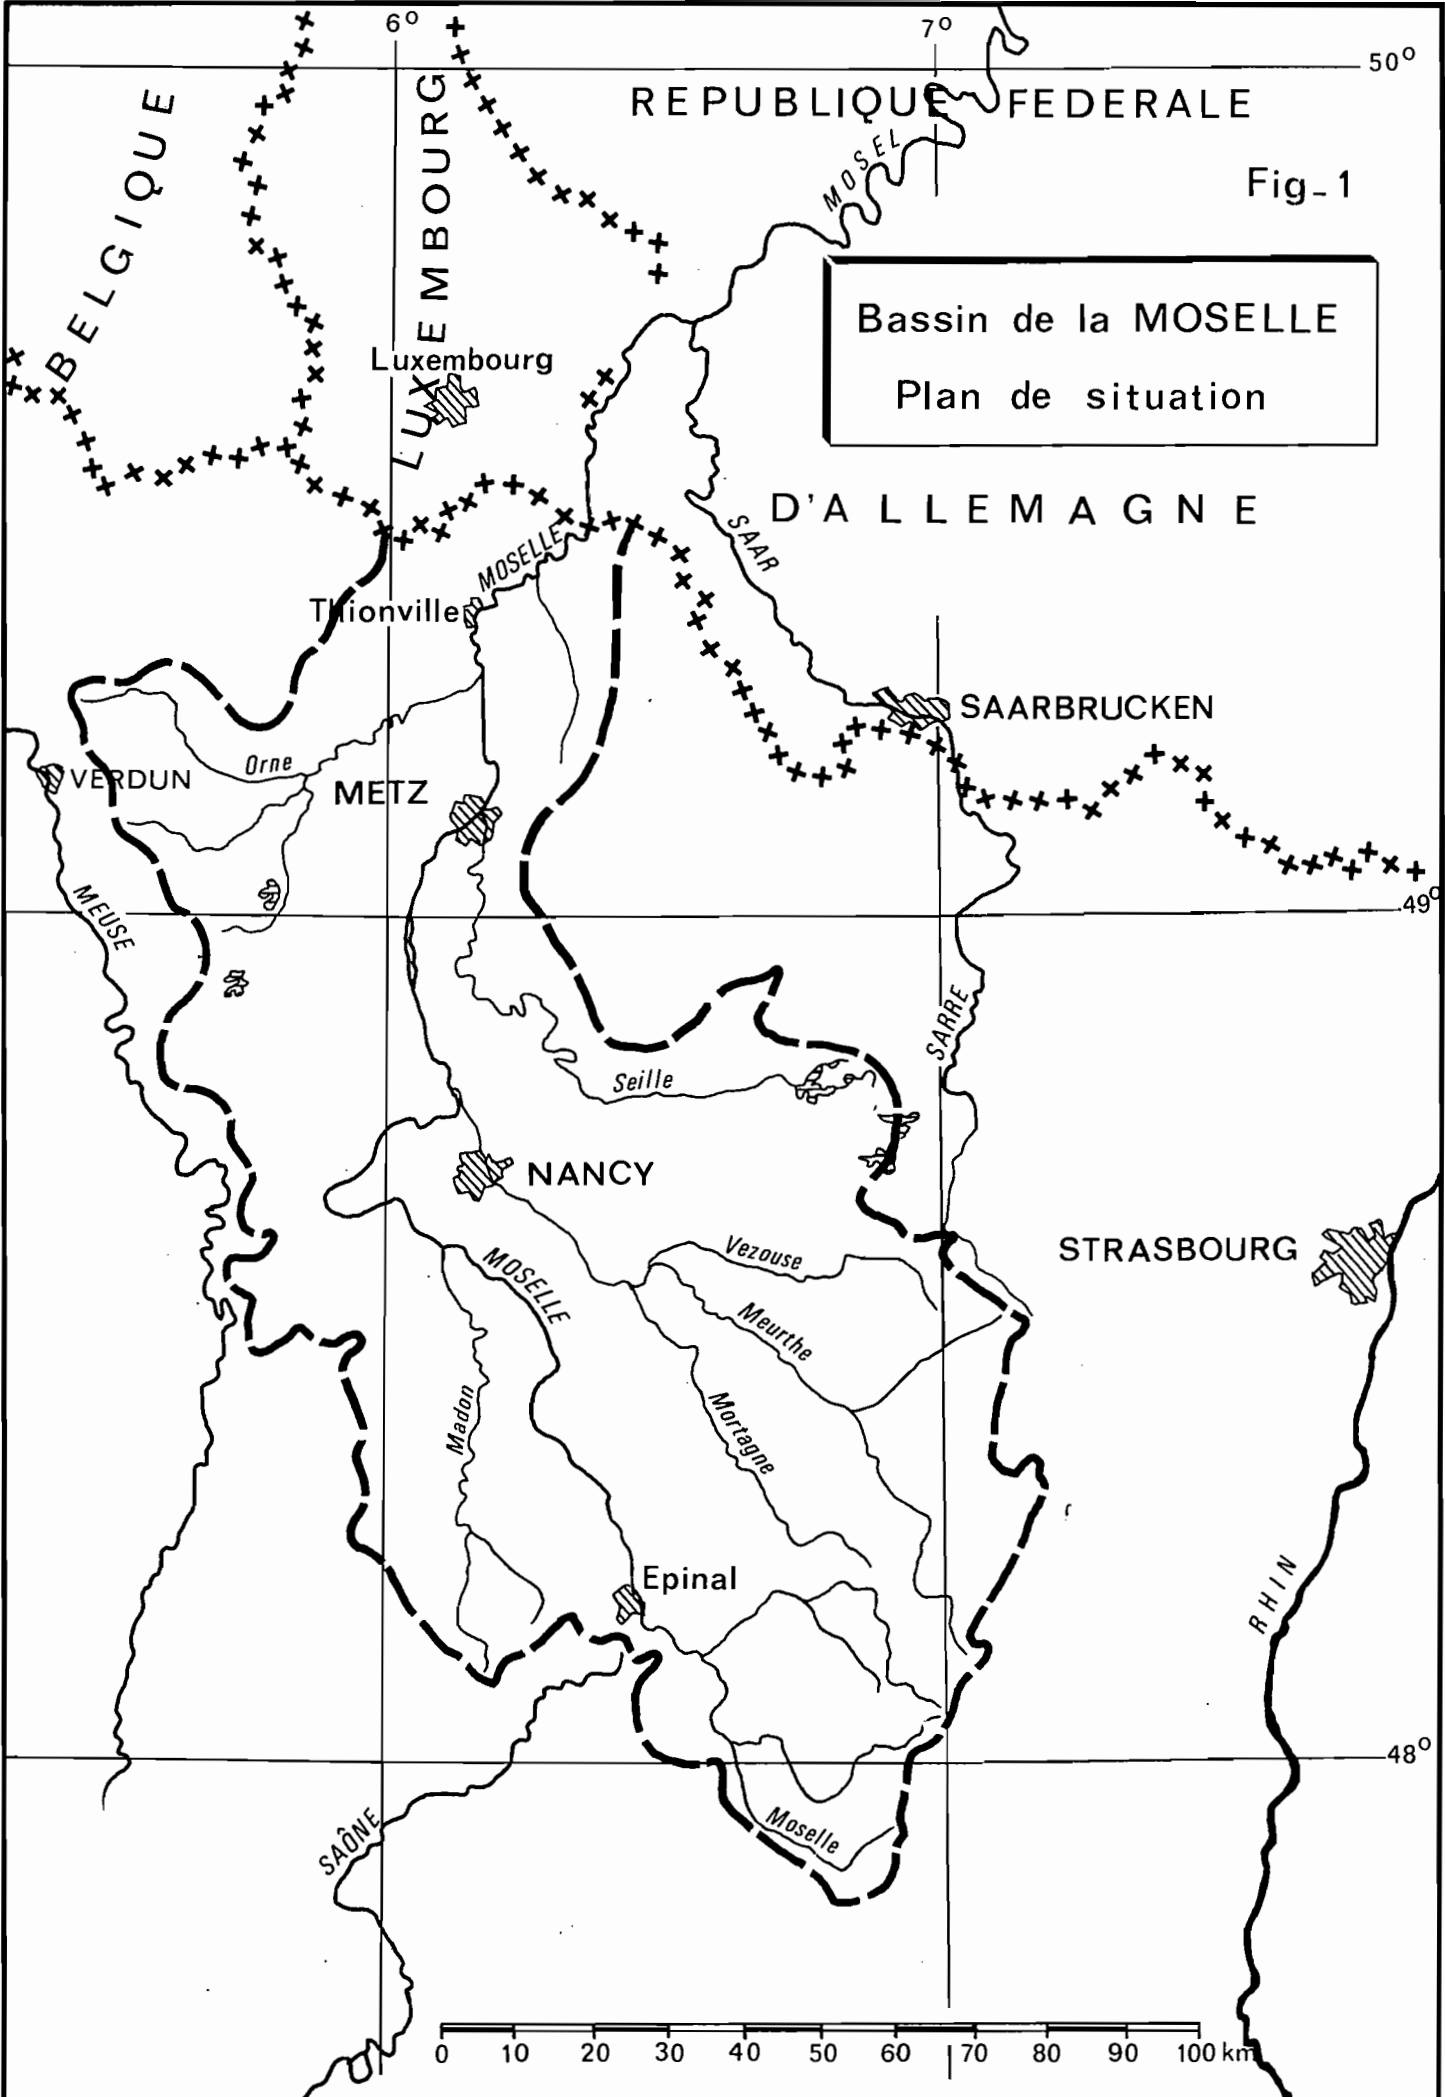 6°
7°
50°
BELGIQUE
LUXEMBOURG
REPUBLIQUE FEDERALE
MOSEL
Fig-1
Bassin de la MOSELLE
Plan de situation
Luxembourg
D'ALLEMAGNE
SAAR
MOSELLE
Thionville
SAARBRUCKEN
Orne
VERDUN
METZ
49°
MEUSE
SARRE
Seille
NANCY
STRASBOURG
Vezouse
MOSELLE
Meurthe
Madon
Mortagne
Epinal
RHIN
48°
Moselle
SAÔNE
0 10 20 30 40 50 60 70 80 90 100 km